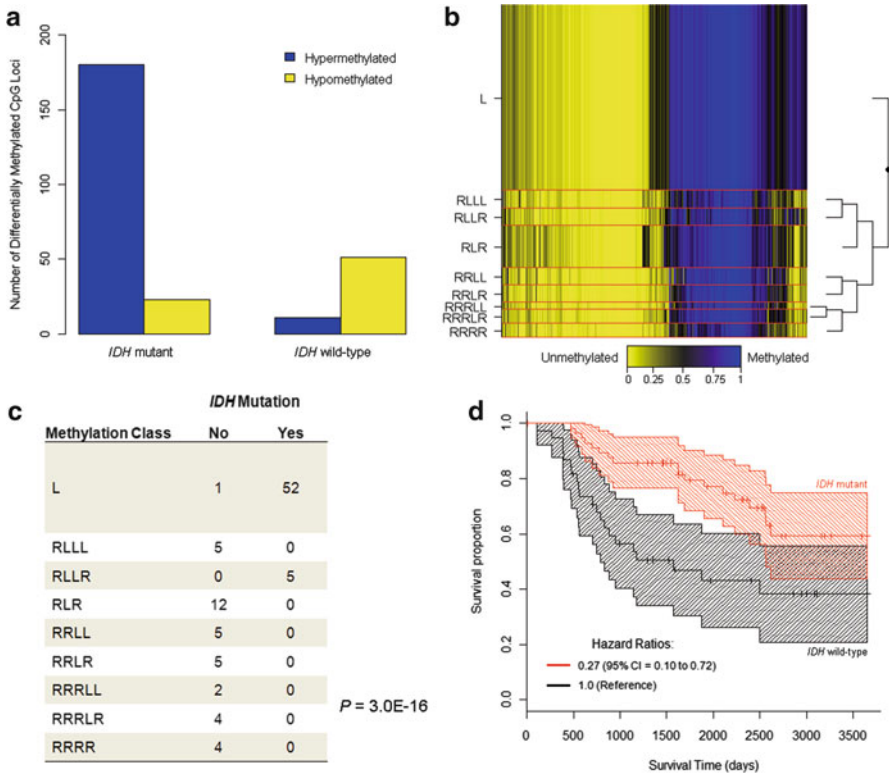 a
Number of Differentially Methylated CpG Loci
200
150
100
50
0
Hypermethylated
Hypomethylated
IDH mutant
IDH wild-type
b
L
RLLL
RLLR
RLR
RRLL
RRLR
RRRLL
RRRLR
RRRR
Unmethylated
Methylated
0 0.25 0.5 0.75 1
c
IDH Mutation
Methylation Class No Yes
L 1 52
RLLL 5 0
RLLR 0 5
RLR 12 0
RRLL 5 0
RRLR 5 0
RRRLL 2 0
RRRLR 4 0
RRRR 4 0
P = 3.0E-16
d
Survival proportion
1.0
0.8
0.6
0.4
0.2
0.0
IDH mutant
IDH wild-type
Hazard Ratios:
0.27 (95% CI = 0.10 to 0.72)
1.0 (Reference)
0 500 1000 1500 2000 2500 3000 3500
Survival Time (days)